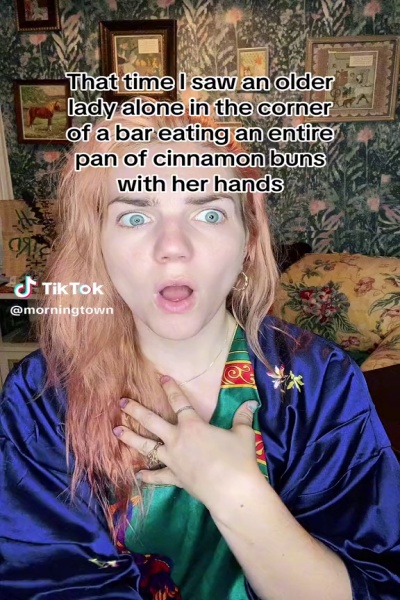 That time I saw an older
lady alone in the corner
of a bar eating an entire
pan of cinnamon buns
with her hands
TikTok
@morningtown